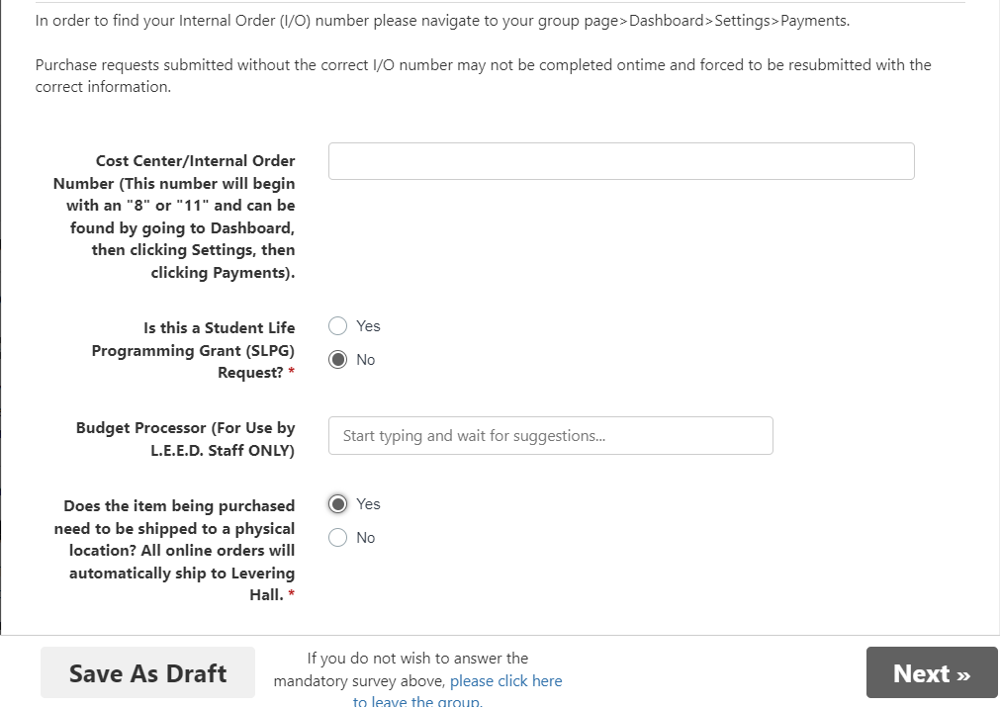 In order to find your Internal Order (I/O) number please navigate to your group page>Dashboard>Settings>Payments.
Purchase requests submitted without the correct I/O number may not be completed ontime and forced to be resubmitted with the
correct information.
Cost Center/Internal Order
Number (This number will begin
with an "8" or "11" and can be
found by going to Dashboard,
then clicking Settings, then
clicking Payments).
Is this a Student Life
Programming Grant (SLPG)
Request? *
Yes
No
Budget Processor (For Use by
L.E.E.D. Staff ONLY)
Start typing and wait for suggestions...
Does the item being purchased
need to be shipped to a physical
location? All online orders will
automatically ship to Levering
Hall. *
Yes
No
Save As Draft
If you do not wish to answer the
mandatory survey above, please click here
to leave the group.
Next »